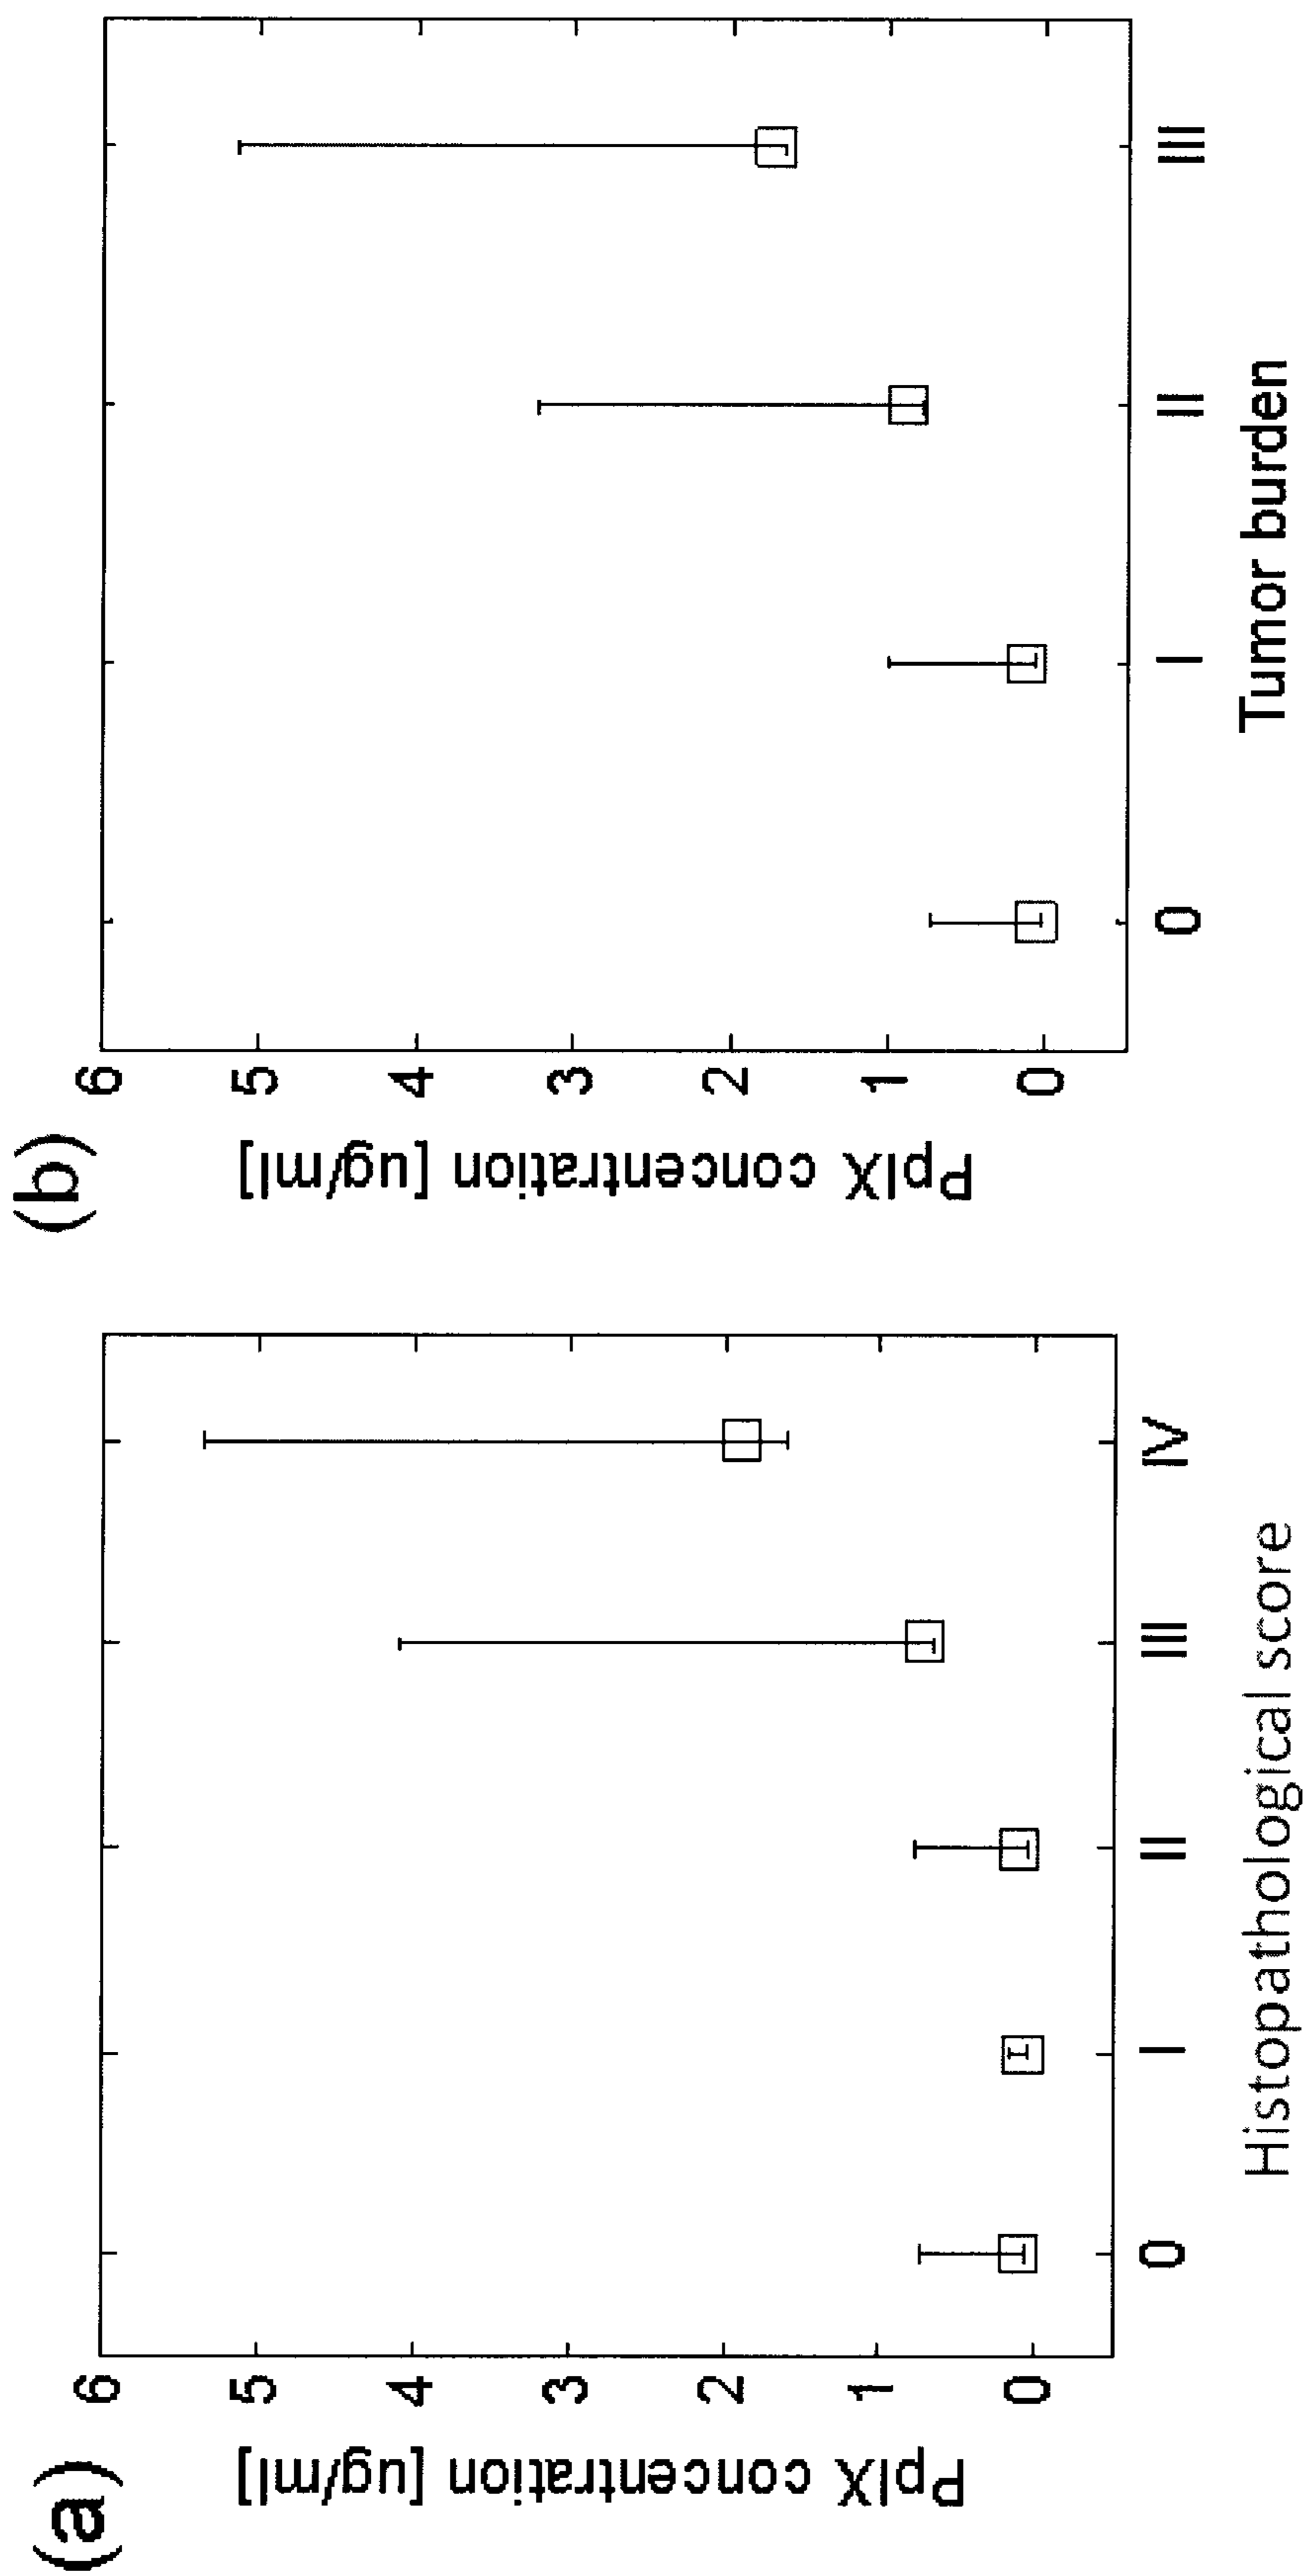 (a)
PpIX concentration [ug/ml]
6
5
4
3
2
1
0
0 I II III IV
Histopathological score
(b)
PpIX concentration [ug/ml]
6
5
4
3
2
1
0
0 I II III
Tumor burden